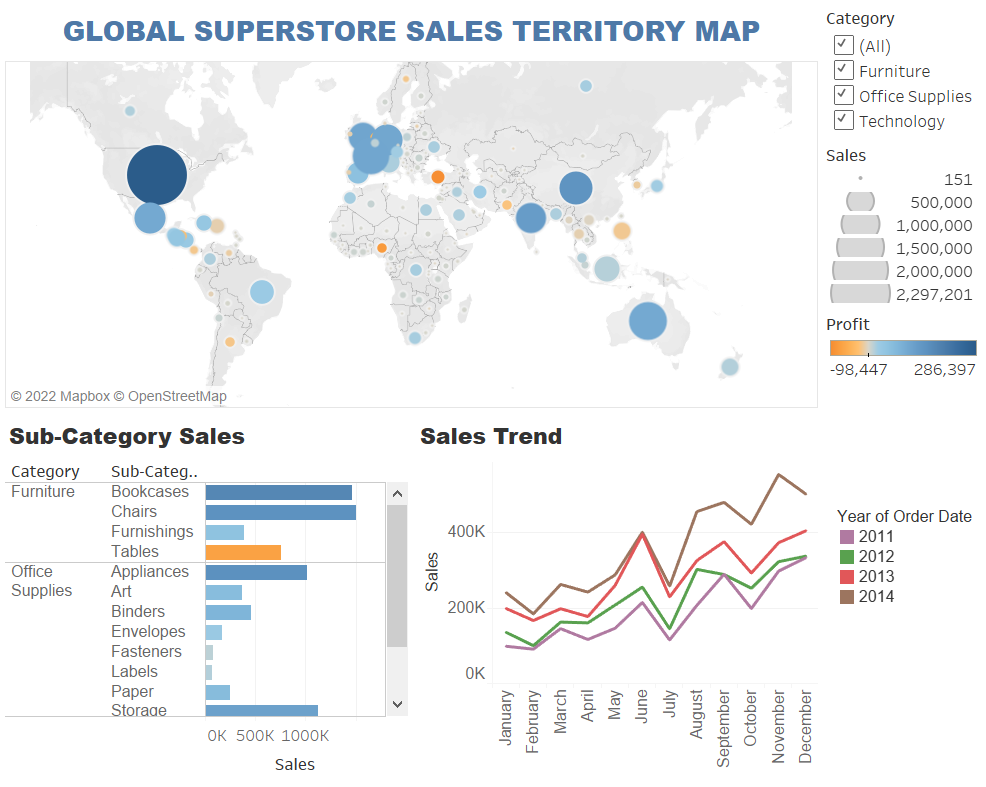 GLOBAL SUPERSTORE SALES TERRITORY MAP
Category
(All)
Furniture
Office Supplies
Technology
Sales
151
500,000
1,000,000
1,500,000
2,000,000
2,297,201
Profit
-98,447 286,397
© 2022 Mapbox © OpenStreetMap
Sub-Category Sales
Category Sub-Categ..
Furniture Bookcases
Chairs
Furnishings
Tables
Office Appliances
Supplies Art
Binders
Envelopes
Fasteners
Labels
Paper
Storage
0K 500K 1000K
Sales
Sales Trend
Sales
400K
200K
0K
January
February
March
April
May
June
July
August
September
October
November
December
Year of Order Date
2011
2012
2013
2014